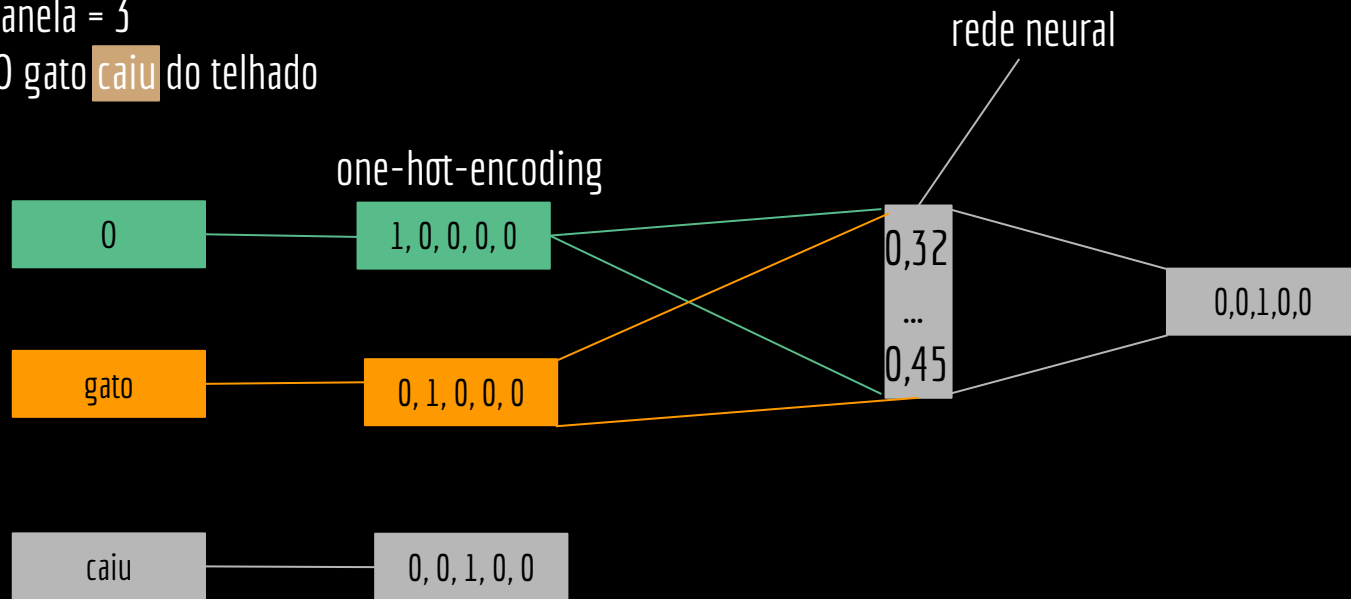 anela = 3
O gato caiu do telhado
rede neural
one-hot-encoding
O
1, 0, 0, 0, 0
gato
0, 1, 0, 0, 0
caiu
0, 0, 1, 0, 0
0,32
...
0,45
0,0,1,0,0